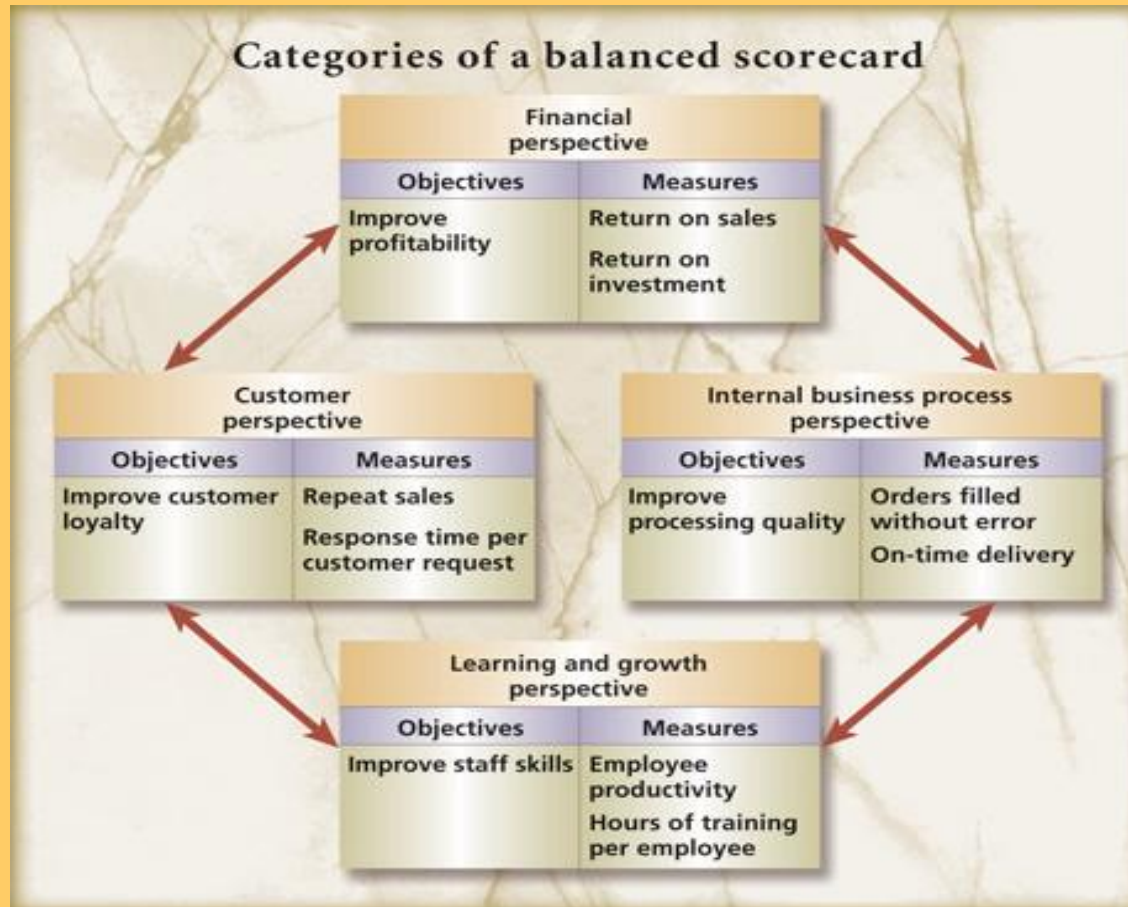 Categories of a balanced scorecard
Financial
perspective
Objectives
Measures
Improve
profitability
Return on sales
Return on
investment
Customer
perspective
Objectives
Measures
Improve customer
loyalty
Repeat sales
Response time per
customer request
Internal business process
perspective
Objectives
Measures
Improve
processing quality
Orders filled
without error
On-time delivery
Learning and growth
perspective
Objectives
Measures
Improve staff skills
Employee
productivity
Hours of training
per employee